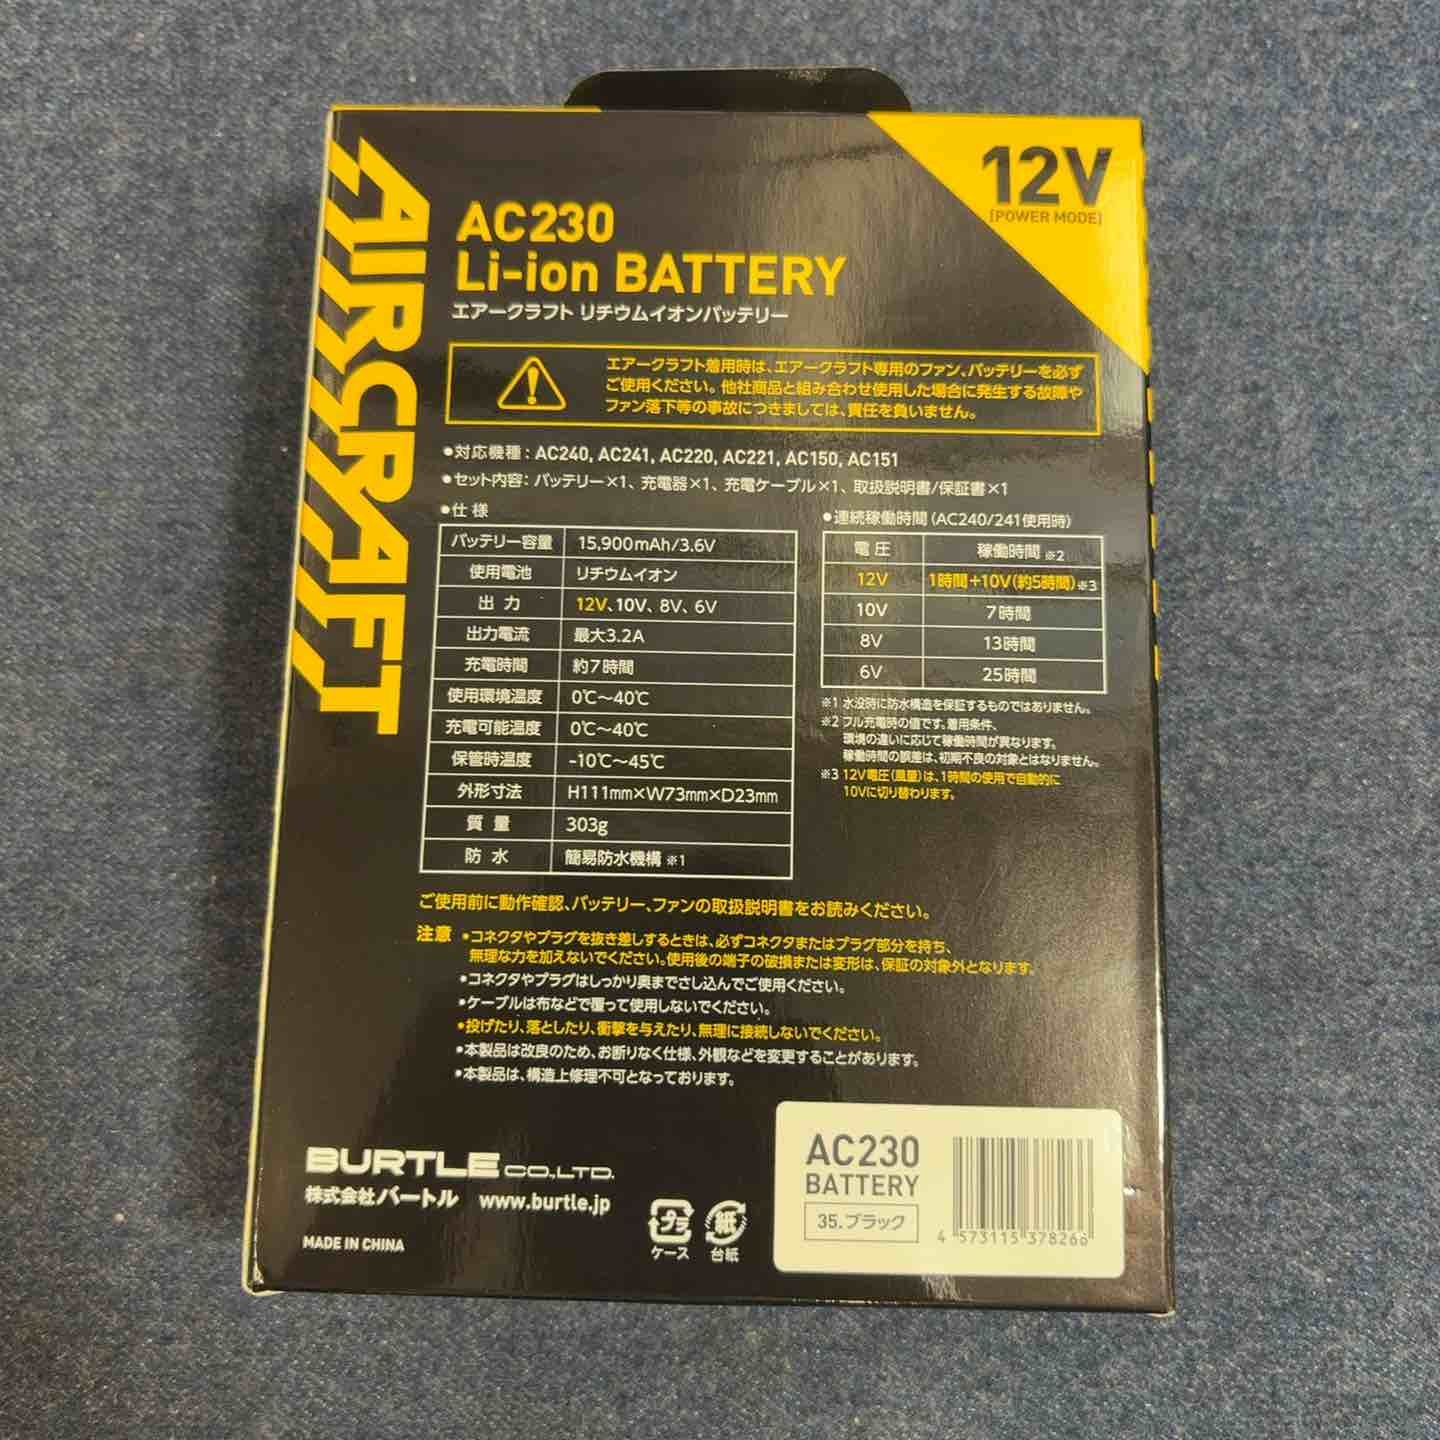 AIRCRAFT
12V
[POWER MODE]
AC230
Li-ion BATTERY
エアークラフト リチウムイオンバッテリー
エアークラフト着用時は、エアークラフト専用のファン、バッテリーを必ず
ご使用ください。他社商品と組み合わせ使用した場合に発生する故障や
ファン落下等の事故につきましては、責任を負いません。
●対応機種：AC240, AC241, AC220, AC221, AC150, AC151
●セット内容：バッテリー×1、充電器×1、充電ケーブル×1、取扱説明書/保証書×1
●仕様
バッテリー容量 15,900mAh/3.6V
使用電池 リチウムイオン
出力 12V、10V、8V、6V
出力電流 最大3.2A
充電時間 約7時間
使用環境温度 0℃〜40℃
充電可能温度 0℃〜40℃
保管時温度 -10℃〜45℃
外形寸法 H111mm×W73mm×D23mm
質量 303g
防水 簡易防水機構 ※1
●連続稼働時間（AC240/241使用時）
電圧 稼働時間 ※2
12V 1時間＋10V（約5時間）※3
10V 7時間
8V 13時間
6V 25時間
※1 水没時に防水構造を保証するものではありません。
※2 フル充電時の値です。着用条件、
環境の違いに応じて稼働時間が異なります。
稼働時間の誤差は、初期不良の対象とはなりません。
※3 12V電圧（風量）は、1時間の使用で自動的に
10Vに切り替わります。
ご使用前に動作確認、バッテリー、ファンの取扱説明書をお読みください。
注意 ●コネクタやプラグを抜き差しするときは、必ずコネクタまたはプラグ部分を持ち、
無理な力を加えないでください。使用後の端子の破損または変形は、保証の対象外となります。
●コネクタやプラグはしっかり奥までさし込んでご使用ください。
●ケーブルは布などで覆って使用しないでください。
●投げたり、落としたり、衝撃を与えたり、無理に接続しないでください。
●本製品は改良のため、お断りなく仕様、外観などを変更することがあります。
●本製品は、構造上修理不可となっております。
BURTLE CO.,LTD.
株式会社バートル www.burtle.jp
MADE IN CHINA
プラ
ケース
紙
台紙
AC230
BATTERY
35.ブラック
4 573115 378266